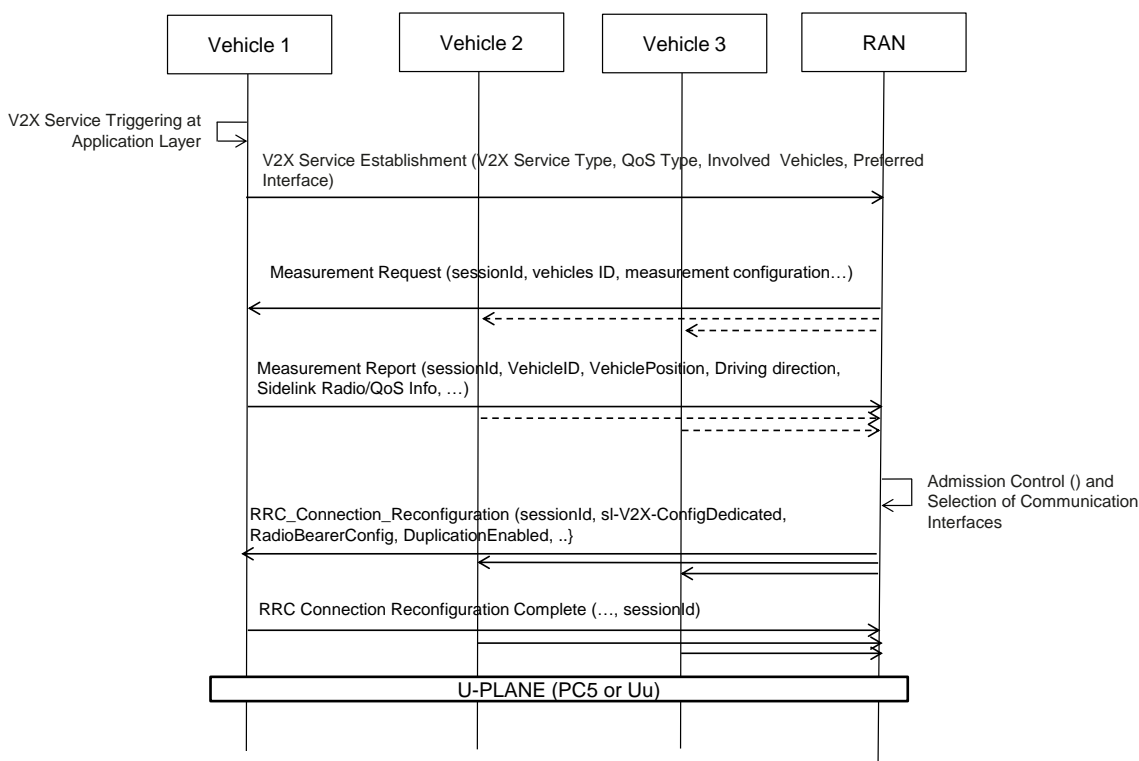 Vehicle 1
Vehicle 2
Vehicle 3
RAN
V2X Service Triggering at
Application Layer
V2X Service Establishment (V2X Service Type, QoS Type, Involved Vehicles, Preferred
Interface)
Measurement Request (sessionId, vehicles ID, measurement configuration…)
Measurement Report (sessionId, VehicleID, VehiclePosition, Driving direction,
Sidelink Radio/QoS Info, …)
Admission Control () and
Selection of Communication
Interfaces
RRC_Connection_Reconfiguration (sessionId, sl-V2X-ConfigDedicated,
RadioBearerConfig, DuplicationEnabled, ..}
RRC Connection Reconfiguration Complete (…, sessionId)
U-PLANE (PC5 or Uu)